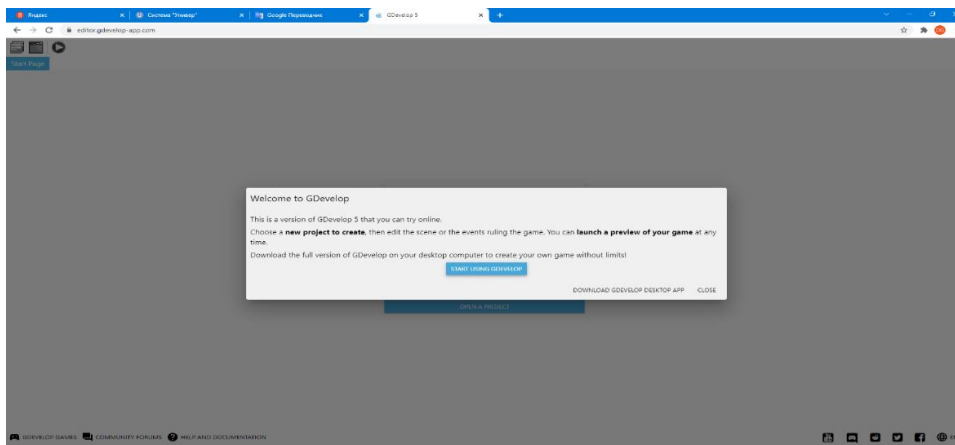 Яндекс
Система "Универ"
Google Переводчик
GDevelop 5
editor.gdevelop-app.com
Start Page
Welcome to GDevelop
This is a version of GDevelop 5 that you can try online.
Choose a new project to create, then edit the scene or the events ruling the game. You can launch a preview of your game at any
time.
Download the full version of GDevelop on your desktop computer to create your own game without limits!
START USING GDEVELOP
DOWNLOAD GDEVELOP DESKTOP APP CLOSE
OPEN A PROJECT
GDEVELOP GAMES COMMUNITY FORUMS HELP AND DOCUMENTATION